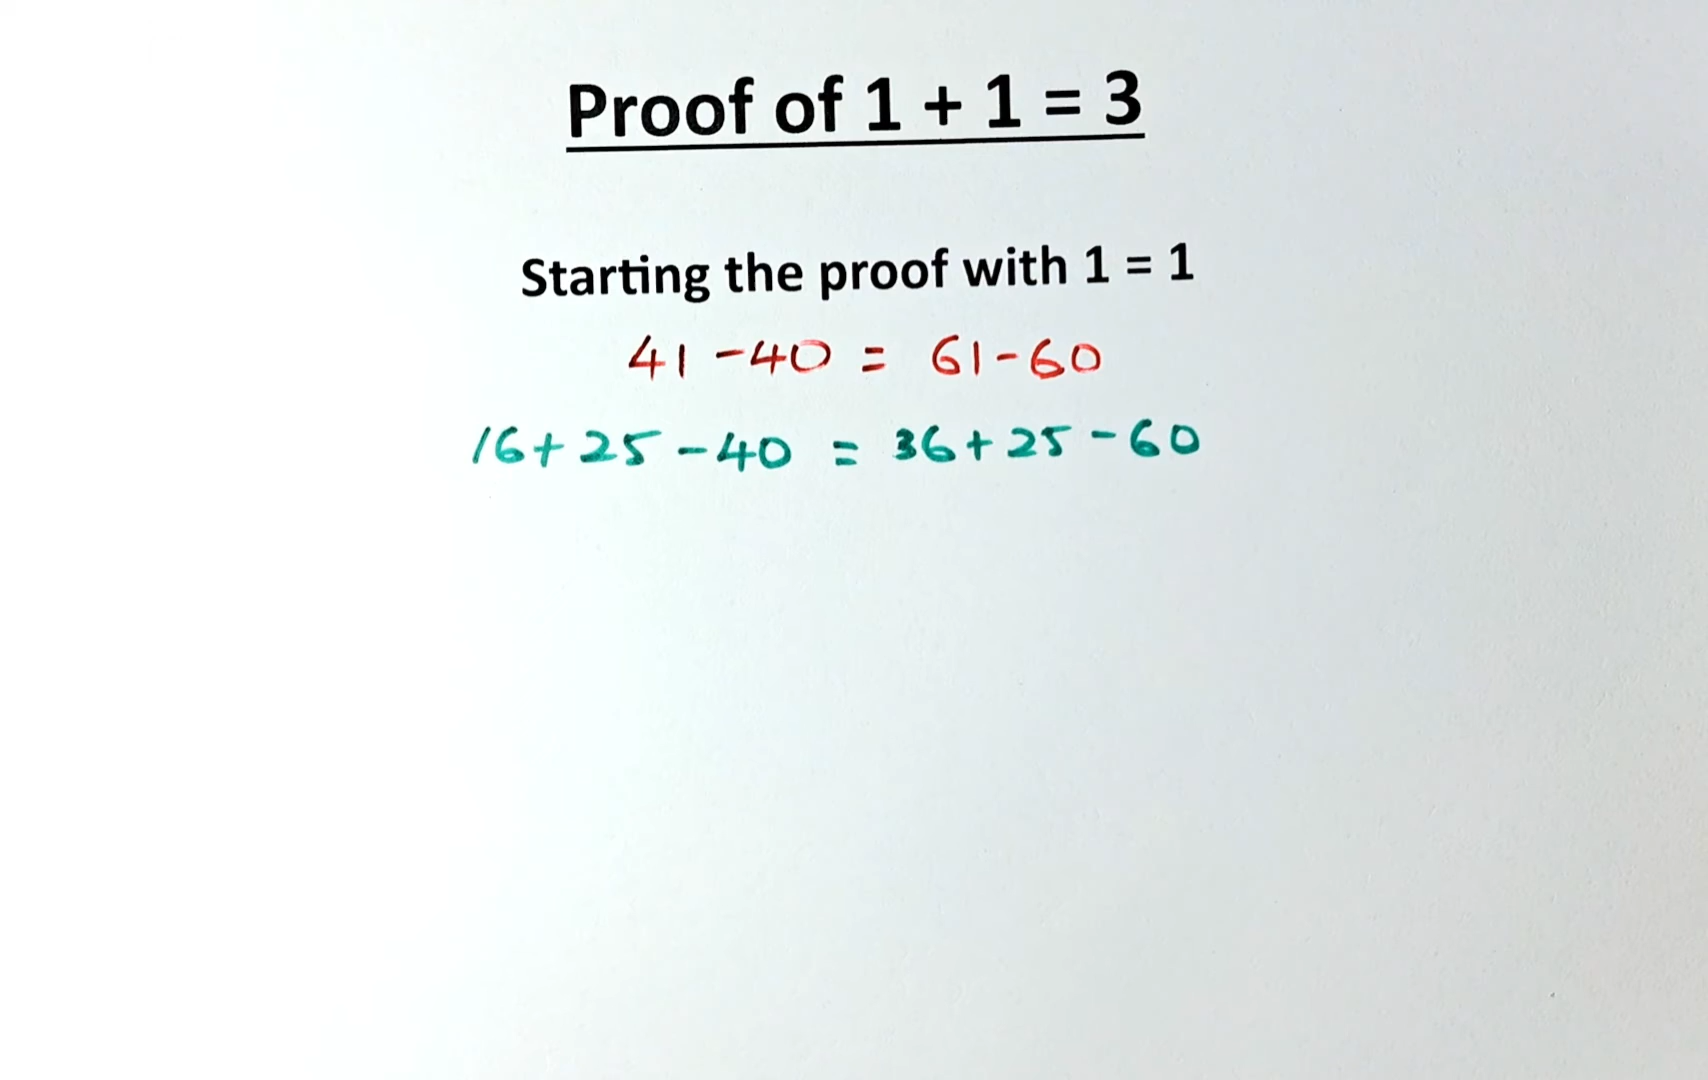 Proof of 1 + 1 = 3
Starting the proof with 1 = 1
41 - 40 = 61 - 60
16 + 25 - 40 = 36 + 25 - 60